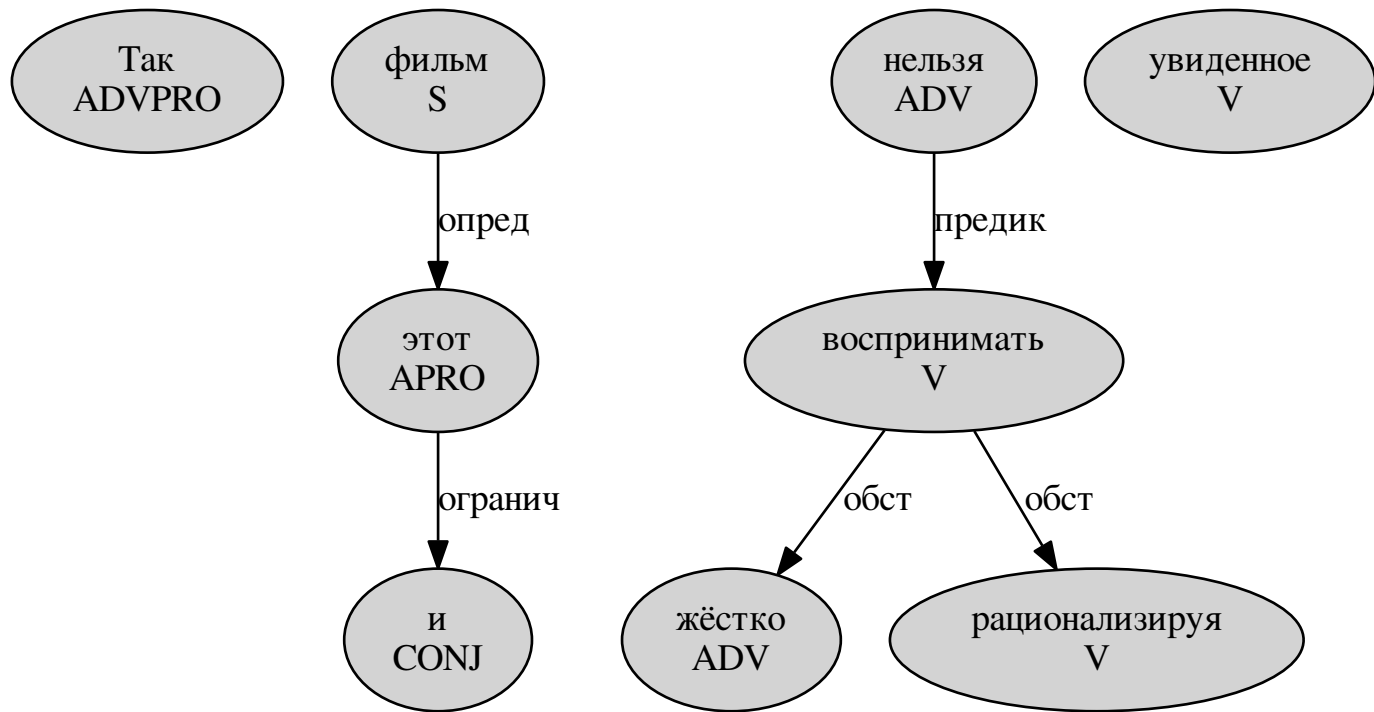 Так
ADVPRO
фильм
S
нельзя
ADV
увиденное
V
опред
предик
этот
APRO
воспринимать
V
огранич
обст
обст
и
CONJ
жёстко
ADV
рационализируя
V